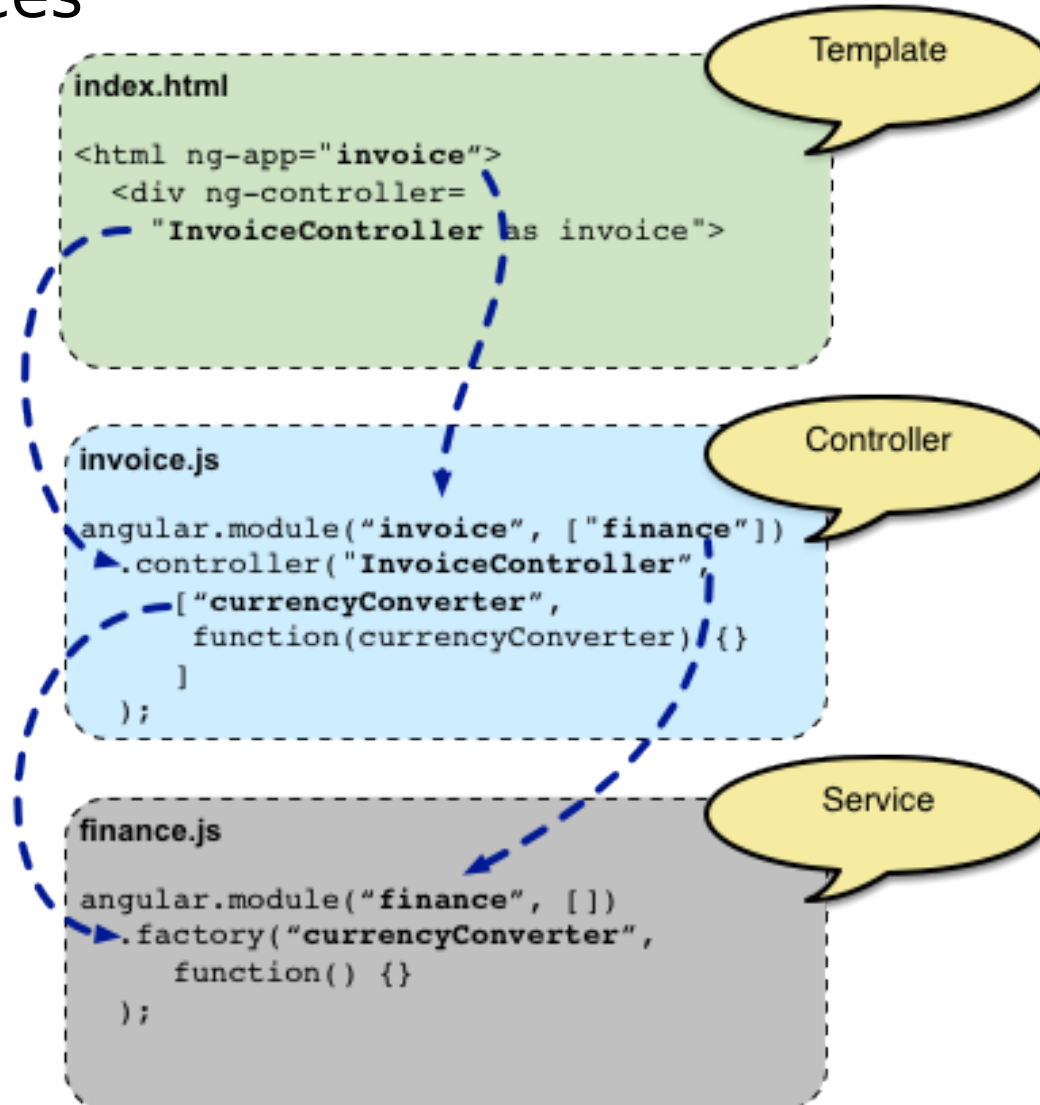 Template
index.html
<html ng-app="invoice”>
<div ng-controller=
"InvoiceController as invoice">
Controller
invoice.js
angular.module(“invoice”, ["finance”])
.controller("InvoiceController”,
[“currencyConverter”,
function(currencyConverter) {}
]
);
Service
finance.js
angular.module(“finance”, [])
.factory(“currencyConverter”,
function() {}
);